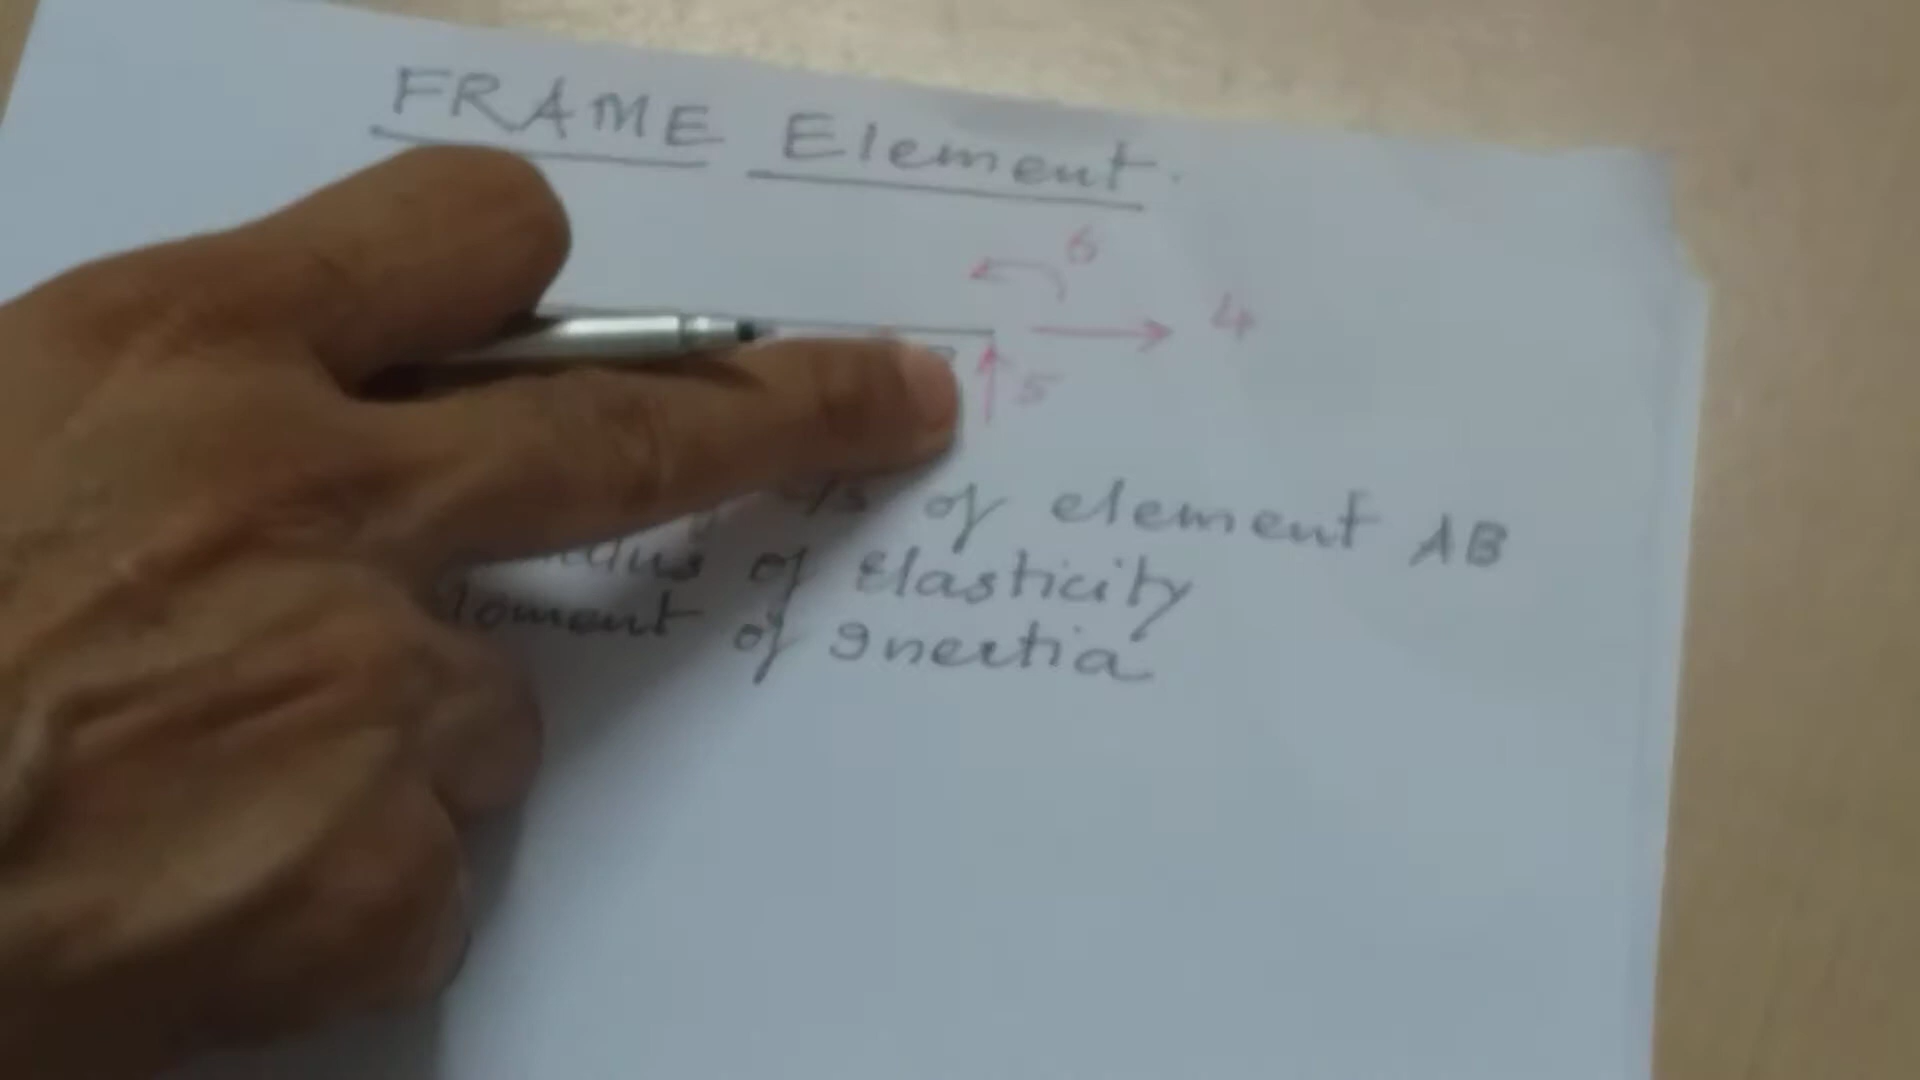 FRAME Element.
6
4
5
of element AB
of Elasticity
of Inertia